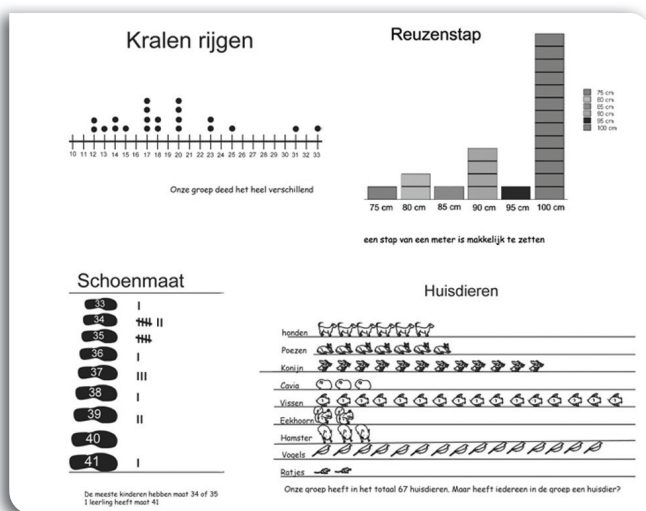 Kralen rijgen
10 11 12 13 14 15 16 17 18 19 20 21 22 23 24 25 26 27 28 29 30 31 32 33
Onze groep deed het heel verschillend
Reuzenstap
75 cm
80 cm
85 cm
90 cm
95 cm
100 cm
75 cm 80 cm 85 cm 90 cm 95 cm 100 cm
een stap van een meter is makkelijk te zetten
Schoenmaat
33
34
35
36
37
38
39
40
41
De meeste kinderen hebben maat 34 of 35
1 leerling heeft maat 41
Huisdieren
honden
Poezen
Konijn
Cavia
Vissen
Eekhoorn
Hamster
Vogels
Ratjes
Onze groep heeft in het totaal 67 huisdieren. Maar heeft iedereen in de groep een huisdier?